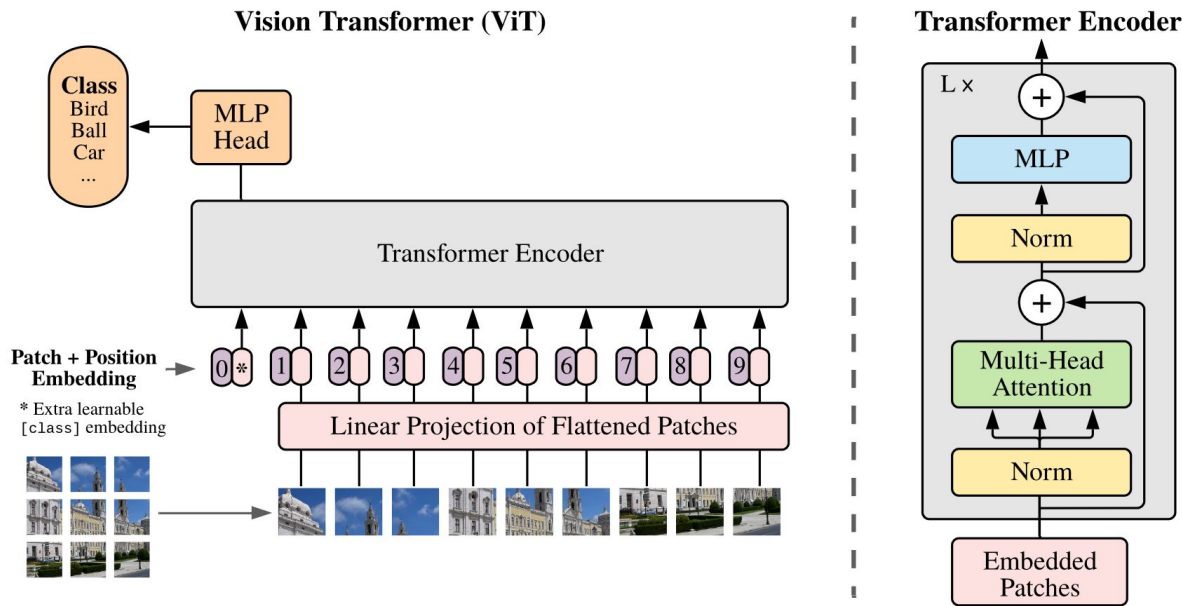 Vision Transformer (ViT)
Class
Bird
Ball
Car
...
MLP
Head
Transformer Encoder
Patch + Position
Embedding
0 * 1 2 3 4 5 6 7 8 9
* Extra learnable
[class] embedding
Linear Projection of Flattened Patches
Transformer Encoder
L x
+
MLP
Norm
+
Multi-Head
Attention
Norm
Embedded
Patches